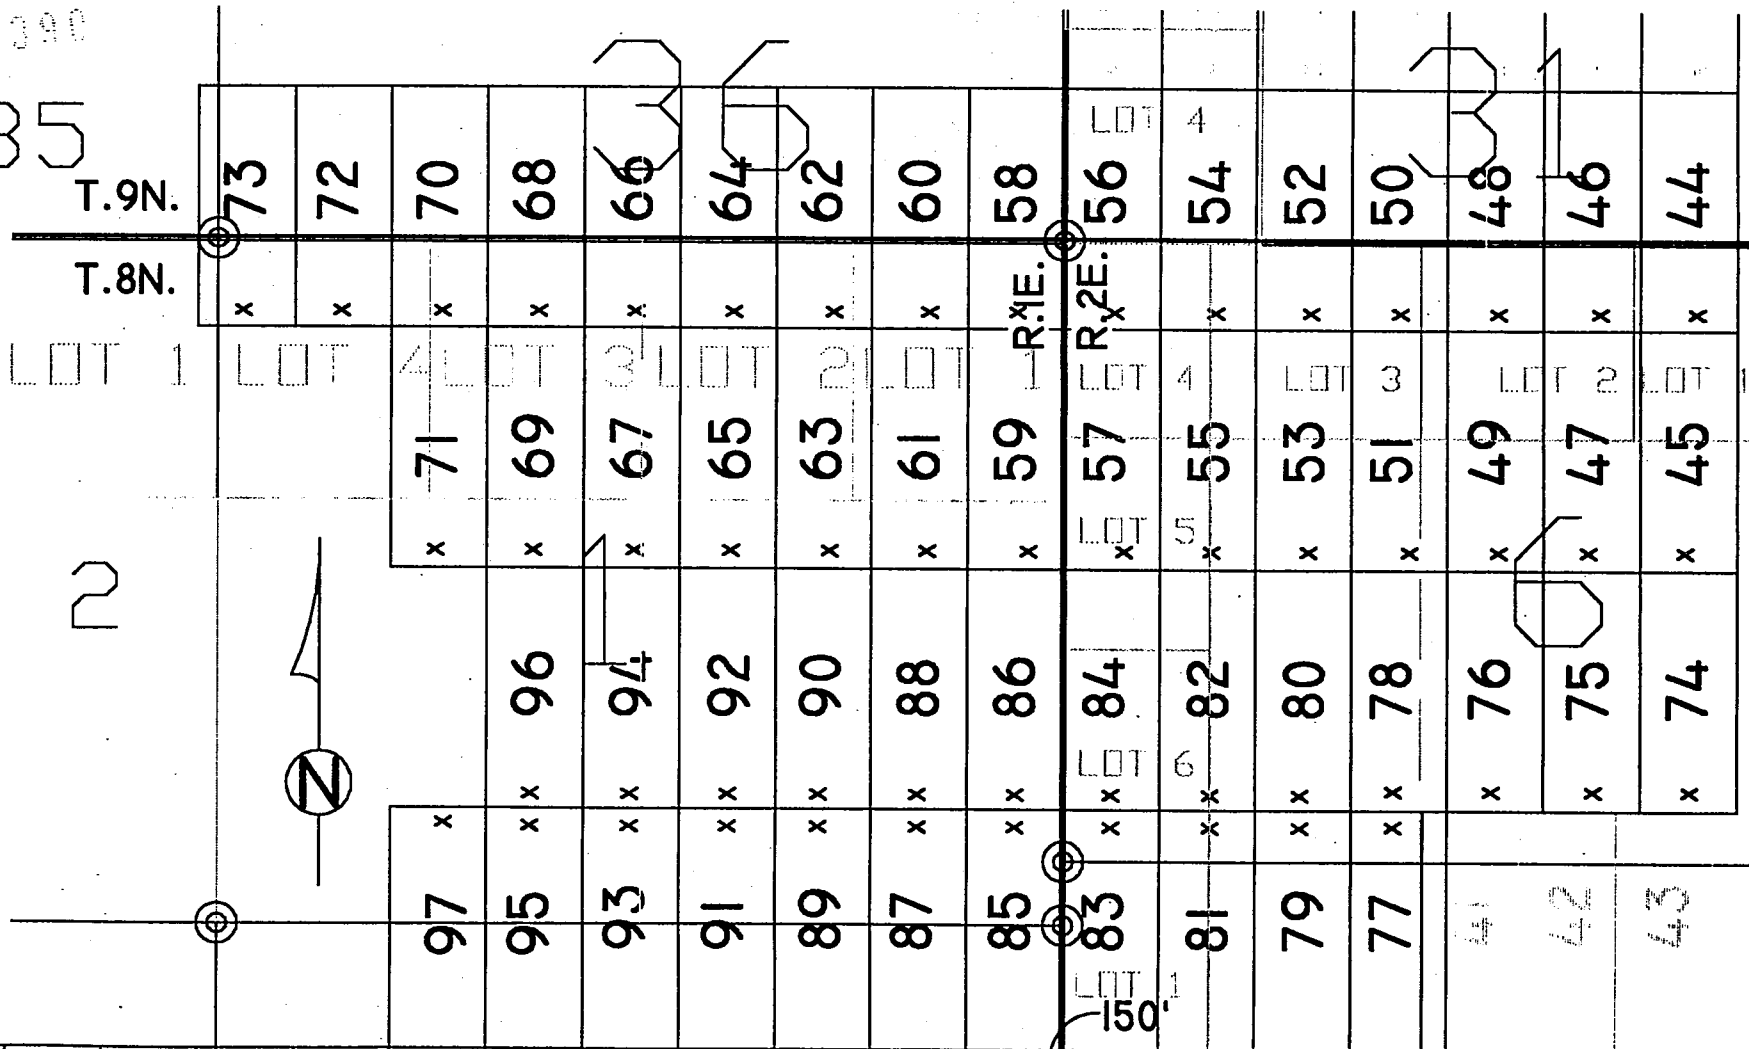 390
35 36 31
LOT 4
T.9N. 73 72 70 68 66 64 62 60 58 56 54 52 50 48 46 44
T.8N. R.1E. R.2E.
x x x x x x x x x x x x x x x x
LOT 1 LOT 4 LOT 3 LOT 2 LOT 1 LOT 4 LOT 3 LOT 2 LOT 1
71 69 67 65 63 61 59 57 55 53 51 49 47 45
LOT 5
x x x x x x x x x x x x x x
2 1 6
96 94 92 90 88 86 84 82 80 78 76 75 74
N LOT 6
x x x x x x x x x x x x x
x x x x x x x x x x x
97 95 93 91 89 87 85 83 81 79 77 41 42 43
LOT 1
150'